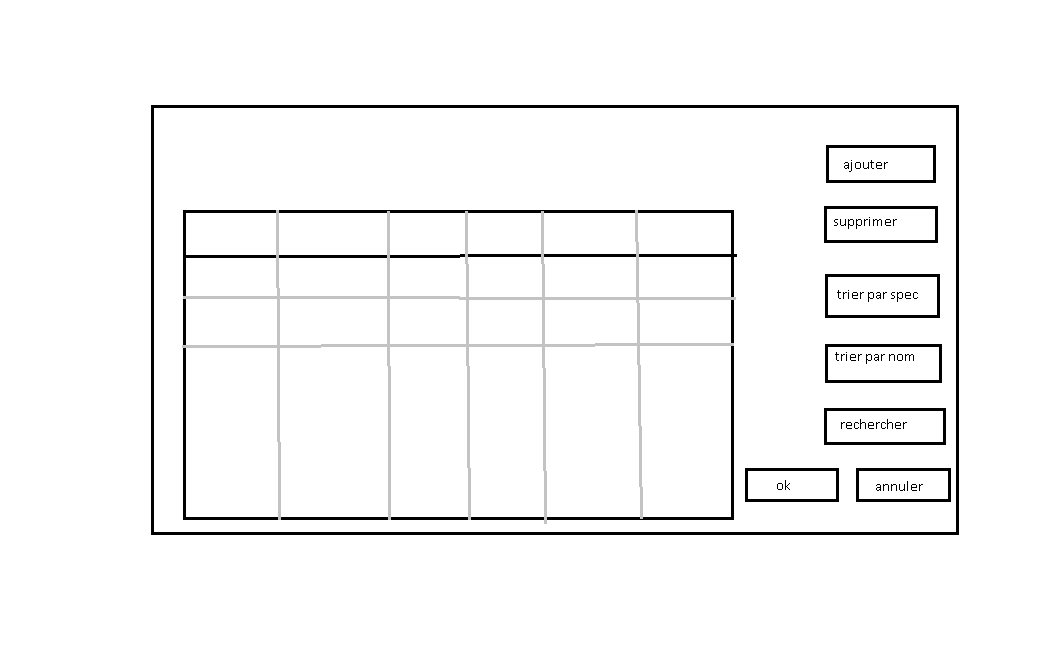 ajouter
supprimer
trier par spec
trier par nom
rechercher
ok
annuler